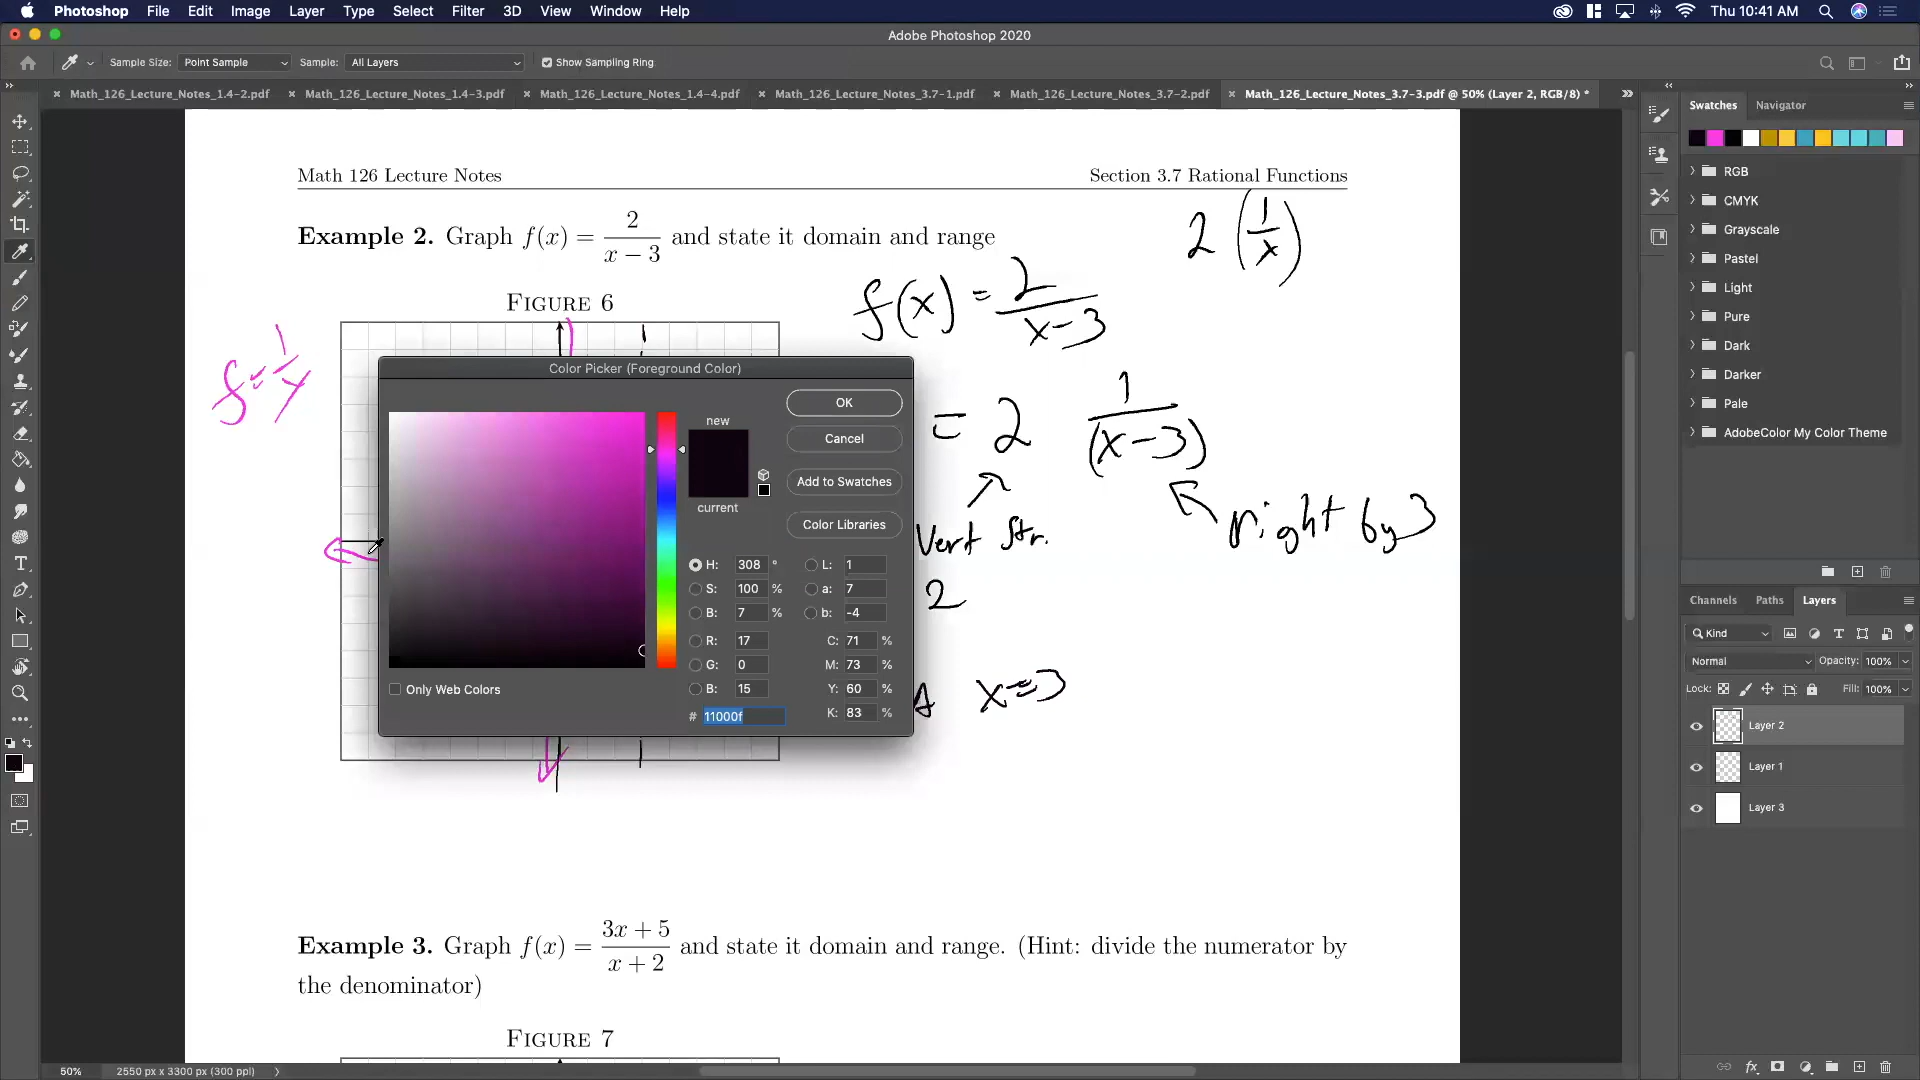 Photoshop File Edit Image Layer Type Select Filter 3D View Window Help Thu 10:41 AM
Adobe Photoshop 2020
Sample Size: Point Sample Sample: All Layers Show Sampling Ring
Math_126_Lecture_Notes_1.4-2.pdf Math_126_Lecture_Notes_1.4-3.pdf Math_126_Lecture_Notes_1.4-4.pdf Math_126_Lecture_Notes_3.7-1.pdf Math_126_Lecture_Notes_3.7-2.pdf Math_126_Lecture_Notes_3.7-3.pdf @ 50% (Layer 2, RGB/8) *
Math 126 Lecture Notes Section 3.7 Rational Functions
Example 2. Graph f(x) = 2/(x − 3) and state it domain and range
2 (1/x)
FIGURE 6
f(x) = 2/(x-3)
= 2 1/(x-3)
Vert Str. right by 3
2
x=3
Color Picker (Foreground Color)
new
current
OK
Cancel
Add to Swatches
Color Libraries
H: 308 ° L: 1
S: 100 % a: 7
B: 7 % b: -4
R: 17 C: 71 %
G: 0 M: 73 %
B: 15 Y: 60 %
# 11000f K: 83 %
Only Web Colors
Example 3. Graph f(x) = (3x + 5)/(x + 2) and state it domain and range. (Hint: divide the numerator by
the denominator)
FIGURE 7
Swatches Navigator
RGB
CMYK
Grayscale
Pastel
Light
Pure
Dark
Darker
Pale
AdobeColor My Color Theme
Channels Paths Layers
Kind
Normal Opacity: 100%
Lock: Fill: 100%
Layer 2
Layer 1
Layer 3
50% 2550 px x 3300 px (300 ppi)